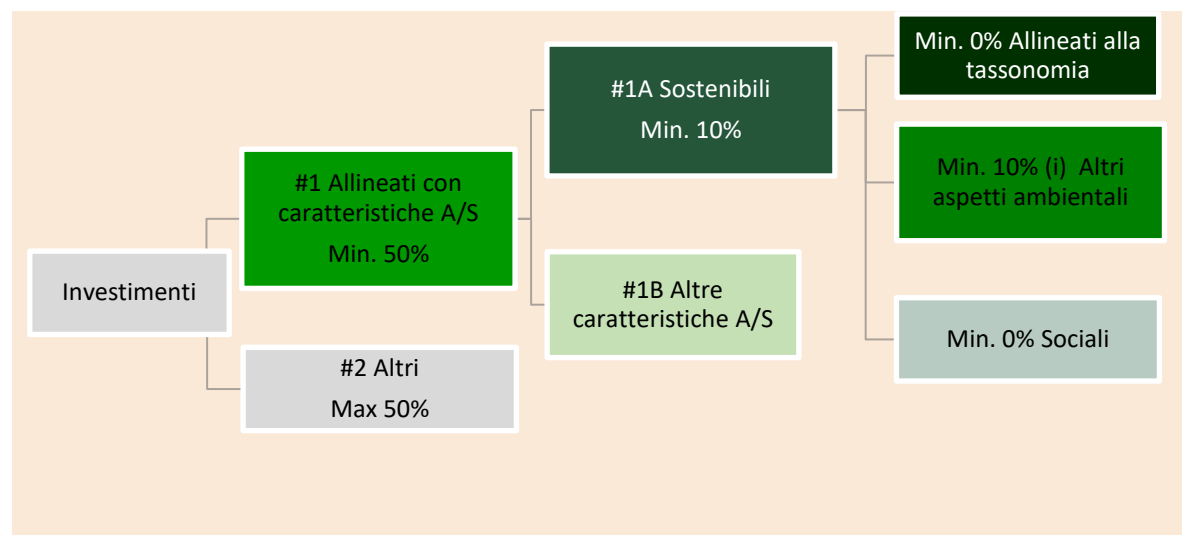 Investimenti
#1 Allineati con
caratteristiche A/S
Min. 50%
#2 Altri
Max 50%
#1A Sostenibili
Min. 10%
#1B Altre
caratteristiche A/S
Min. 0% Allineati alla
tassonomia
Min. 10% (i) Altri
aspetti ambientali
Min. 0% Sociali